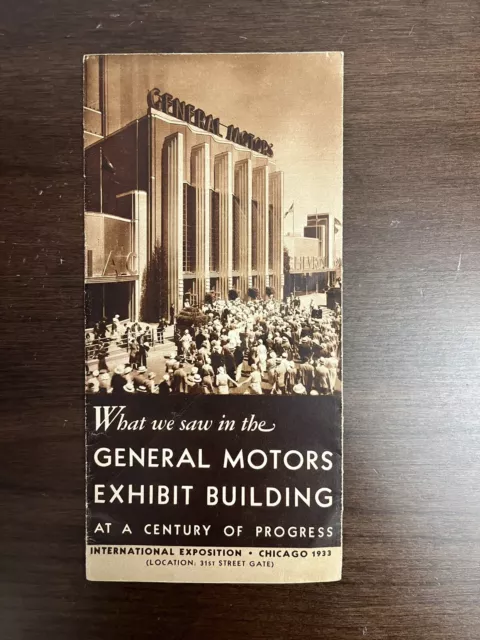 GENERAL MOTORS
What we saw in the
GENERAL MOTORS
EXHIBIT BUILDING
AT A CENTURY OF PROGRESS
INTERNATIONAL EXPOSITION • CHICAGO 1933
(LOCATION: 31ST STREET GATE)